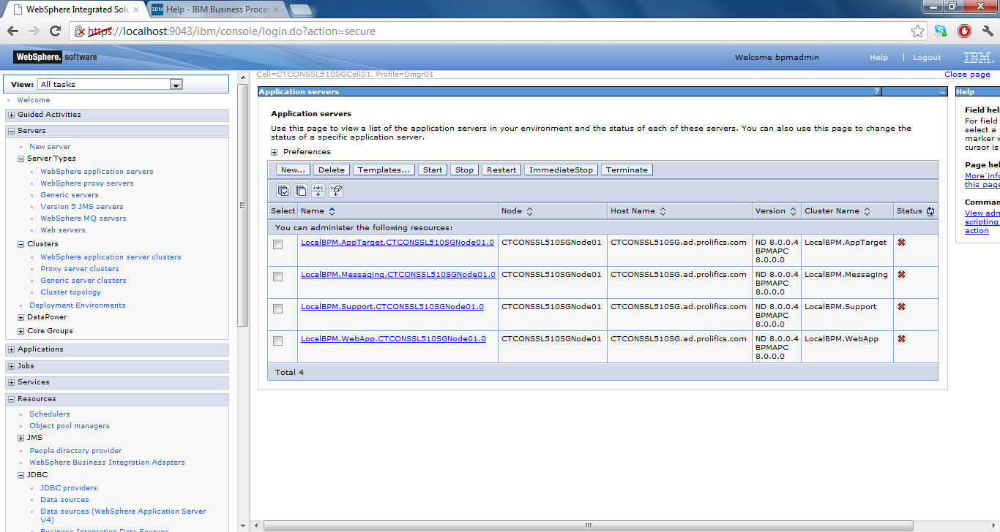 WebSphere Integrated Solu
IBM Help - IBM Business Proce
https://localhost:9043/ibm/console/login.do?action=secure
WebSphere. software
Welcome bpmadmin
Help | Logout
IBM.
View: All tasks
Welcome
Guided Activities
Servers
New server
Server Types
WebSphere application servers
WebSphere proxy servers
Generic servers
Version 5 JMS servers
WebSphere MQ servers
Web servers
Clusters
WebSphere application server clusters
Proxy server clusters
Generic server clusters
Cluster topology
Deployment Environments
DataPower
Core Groups
Applications
Jobs
Services
Resources
Schedulers
Object pool managers
JMS
People directory provider
WebSphere Business Integration Adapters
JDBC
JDBC providers
Data sources
Data sources (WebSphere Application Server
V4)
Business Integration Data Sources
Cell=CTCONSSL510SGCell01, Profile=Dmgr01
Close page
Application servers ?
Application servers
Use this page to view a list of the application servers in your environment and the status of each of these servers. You can also use this page to change the
status of a specific application server.
Preferences
New... Delete Templates... Start Stop Restart ImmediateStop Terminate
Select Name Node Host Name Version Cluster Name Status
You can administer the following resources:
LocalBPM.AppTarget.CTCONSSL510SGNode01.0 CTCONSSL510SGNode01 CTCONSSL510SG.ad.prolifics.com ND 8.0.0.4 LocalBPM.AppTarget
BPMAPC
8.0.0.0
LocalBPM.Messaging.CTCONSSL510SGNode01.0 CTCONSSL510SGNode01 CTCONSSL510SG.ad.prolifics.com ND 8.0.0.4 LocalBPM.Messaging
BPMAPC
8.0.0.0
LocalBPM.Support.CTCONSSL510SGNode01.0 CTCONSSL510SGNode01 CTCONSSL510SG.ad.prolifics.com ND 8.0.0.4 LocalBPM.Support
BPMAPC
8.0.0.0
LocalBPM.WebApp.CTCONSSL510SGNode01.0 CTCONSSL510SGNode01 CTCONSSL510SG.ad.prolifics.com ND 8.0.0.4 LocalBPM.WebApp
BPMAPC
8.0.0.0
Total 4
Help
Field hel
For field
select a
marker w
cursor is
Page hel
More info
this page
Comman
View adm
scripting
action